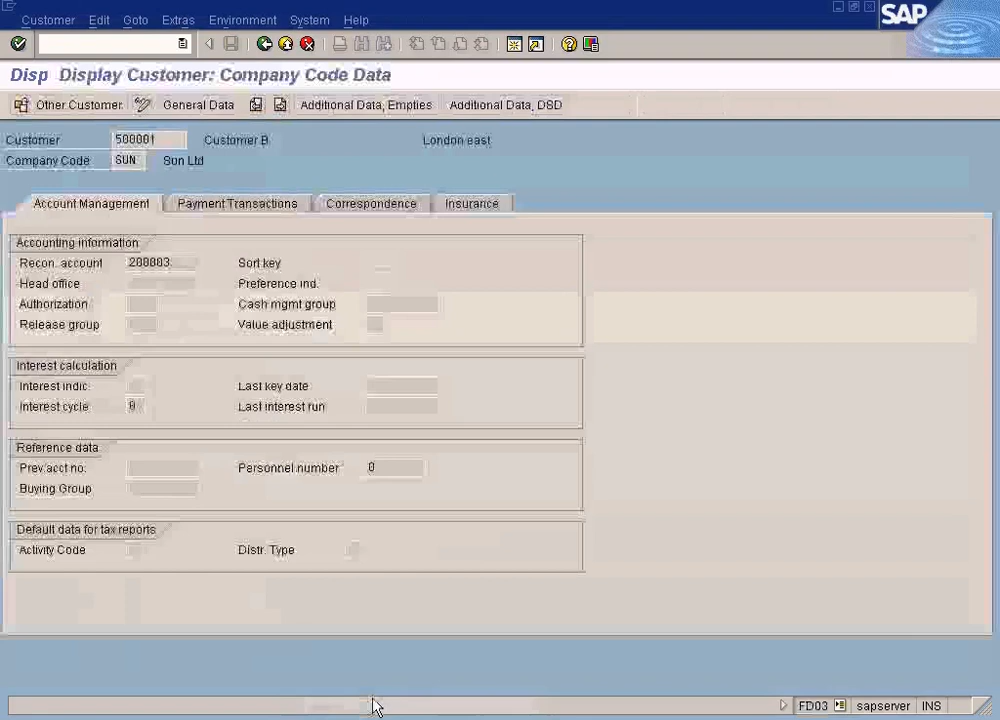 Customer Edit Goto Extras Environment System Help
SAP
Disp Display Customer: Company Code Data
Other Customer General Data Additional Data, Empties Additional Data, DSD
Customer 500001 Customer B London east
Company Code SUN Sun Ltd
Account Management Payment Transactions Correspondence Insurance
Accounting information
Recon. account 200003 Sort key
Head office Preference ind.
Authorization Cash mgmt group
Release group Value adjustment
Interest calculation
Interest indic. Last key date
Interest cycle 0 Last interest run
Reference data
Prev.acct no. Personnel number 0
Buying Group
Default data for tax reports
Activity Code Distr. Type
FD03 sapserver INS